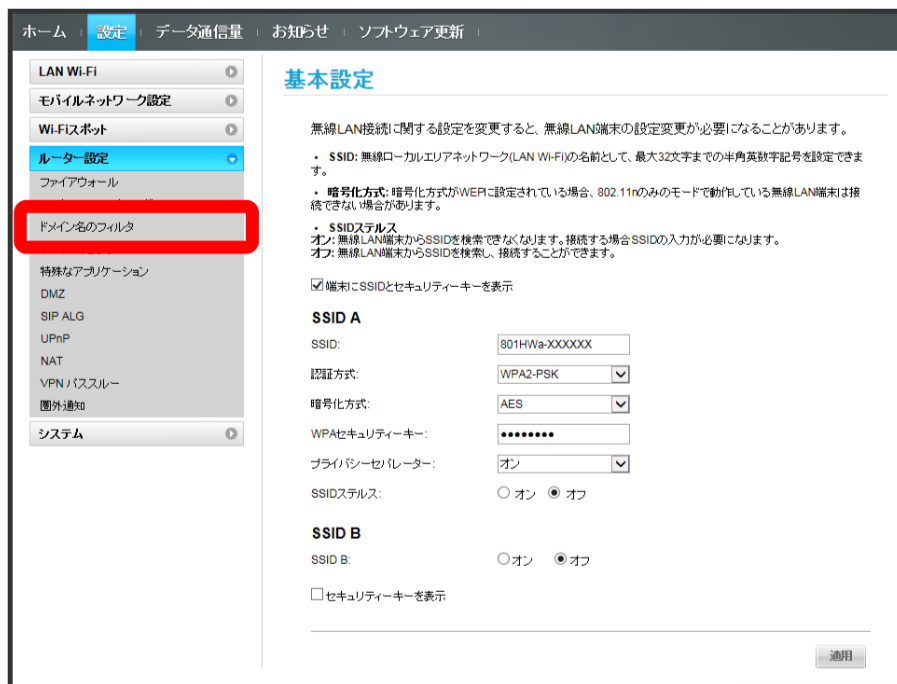 ホーム 設定 データ通信量 お知らせ ソフトウェア更新
LAN Wi-Fi
モバイルネットワーク設定
Wi-Fiスポット
ルーター設定
ファイアウォール
ドメイン名のフィルタ
特殊なアプリケーション
DMZ
SIP ALG
UPnP
NAT
VPN パススルー
圏外通知
システム
基本設定
無線LAN接続に関する設定を変更すると、無線LAN端末の設定変更が必要になることがあります。
・ SSID: 無線ローカルエリアネットワーク(LAN Wi-Fi)の名前として、最大32文字までの半角英数字記号を設定できま
す。
・ 暗号化方式: 暗号化方式がWEPに設定されている場合、802.11nのみのモードで動作している無線LAN端末は接
続できない場合があります。
・ SSIDステルス
オン: 無線LAN端末からSSIDを検索できなくなります。接続する場合SSIDの入力が必要になります。
オフ: 無線LAN端末からSSIDを検索し、接続することができます。
端末にSSIDとセキュリティーキーを表示
SSID A
SSID: 801HWa-XXXXXX
認証方式: WPA2-PSK
暗号化方式: AES
WPAセキュリティーキー: ●●●●●●●●
プライバシーセパレーター: オン
SSIDステルス: オン オフ
SSID B
SSID B: オン オフ
セキュリティーキーを表示
適用